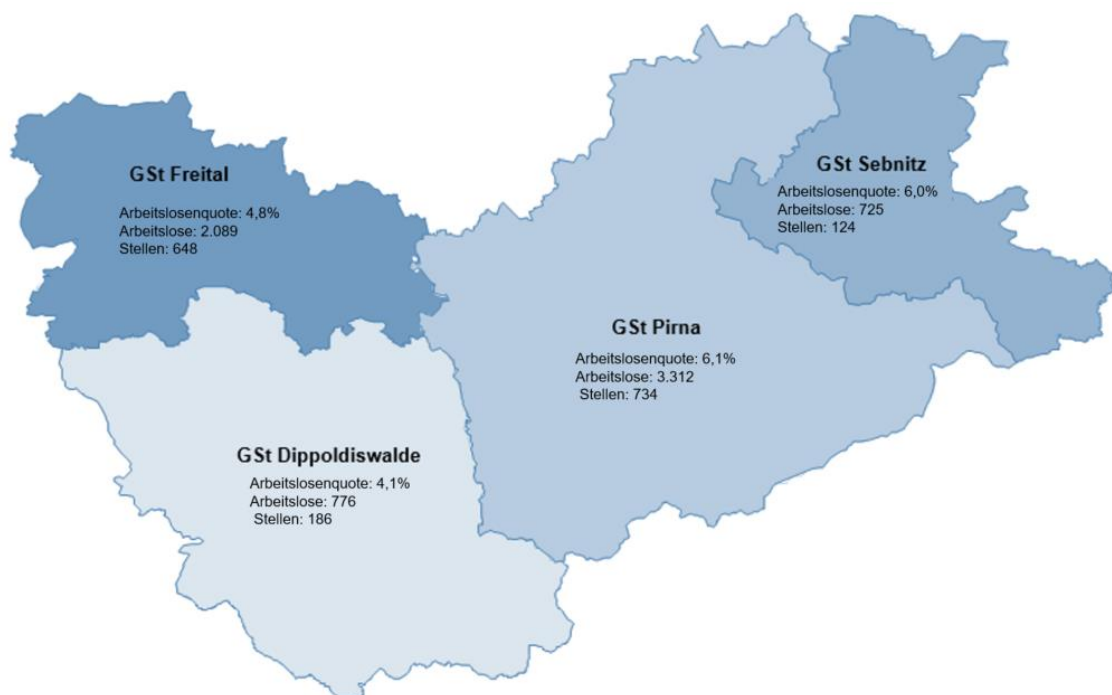 GSt Freital
Arbeitslosenquote: 4,8%
Arbeitslose: 2.089
Stellen: 648
GSt Sebnitz
Arbeitslosenquote: 6,0%
Arbeitslose: 725
Stellen: 124
GSt Pirna
Arbeitslosenquote: 6,1%
Arbeitslose: 3.312
Stellen: 734
GSt Dippoldiswalde
Arbeitslosenquote: 4,1%
Arbeitslose: 776
Stellen: 186